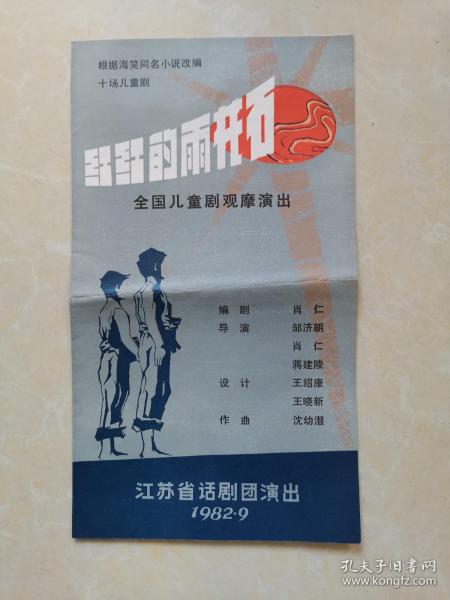 根据海笑同名小说改编
十场儿童剧
红红的雨花石
全国儿童剧观摩演出
编剧 肖仁
导演 邹济朝
肖仁
蒋建陵
设计 王绍康
王晓新
作曲 沈幼潜
江苏省话剧团演出
1982·9
孔夫子旧书网
www.kongfz.com